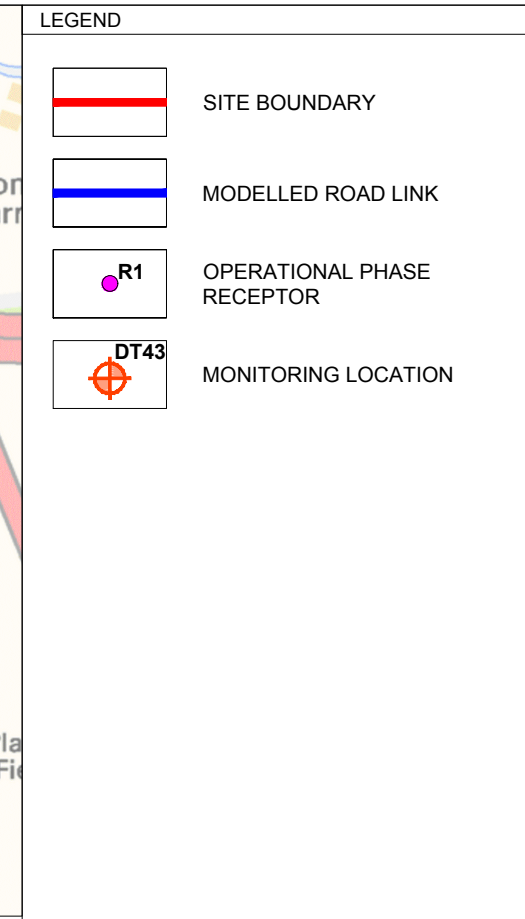 LEGEND
SITE BOUNDARY
MODELLED ROAD LINK
R1
OPERATIONAL PHASE
RECEPTOR
DT43
MONITORING LOCATION